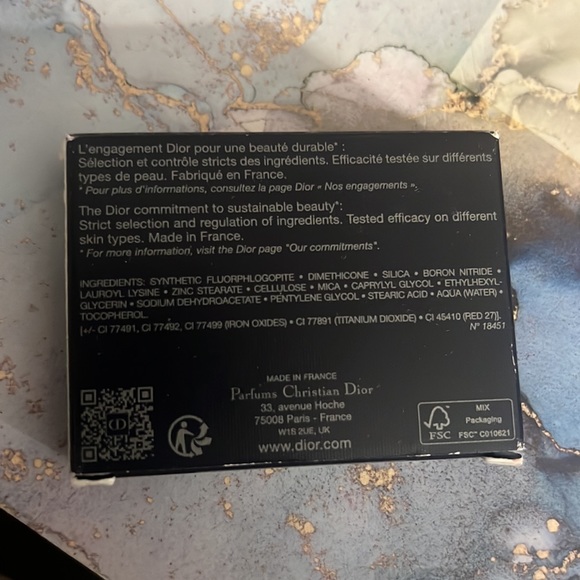 L'engagement Dior pour une beauté durable* :
Sélection et contrôle stricts des ingrédients. Efficacité testée sur différents
types de peau. Fabriqué en France.
* Pour plus d'informations, consultez la page Dior « Nos engagements ».
The Dior commitment to sustainable beauty*:
Strict selection and regulation of ingredients. Tested efficacy on different
skin types. Made in France.
* For more information, visit the Dior page "Our commitments".
INGREDIENTS: SYNTHETIC FLUORPHLOGOPITE • DIMETHICONE • SILICA • BORON NITRIDE •
LAUROYL LYSINE • ZINC STEARATE • CELLULOSE • MICA • CAPRYLYL GLYCOL • ETHYLHEXYL-
GLYCERIN • SODIUM DEHYDROACETATE • PENTYLENE GLYCOL • STEARIC ACID • AQUA (WATER) •
TOCOPHEROL.
[+/- CI 77491, CI 77492, CI 77499 (IRON OXIDES) • CI 77891 (TITANIUM DIOXIDE) • CI 45410 (RED 27)].
N° 18451
MADE IN FRANCE
Parfums Christian Dior
33, avenue Hoche
75008 Paris - France
W1S 2UE, UK
www.dior.com
CD
FSC
MIX
Packaging
FSC™ C010621